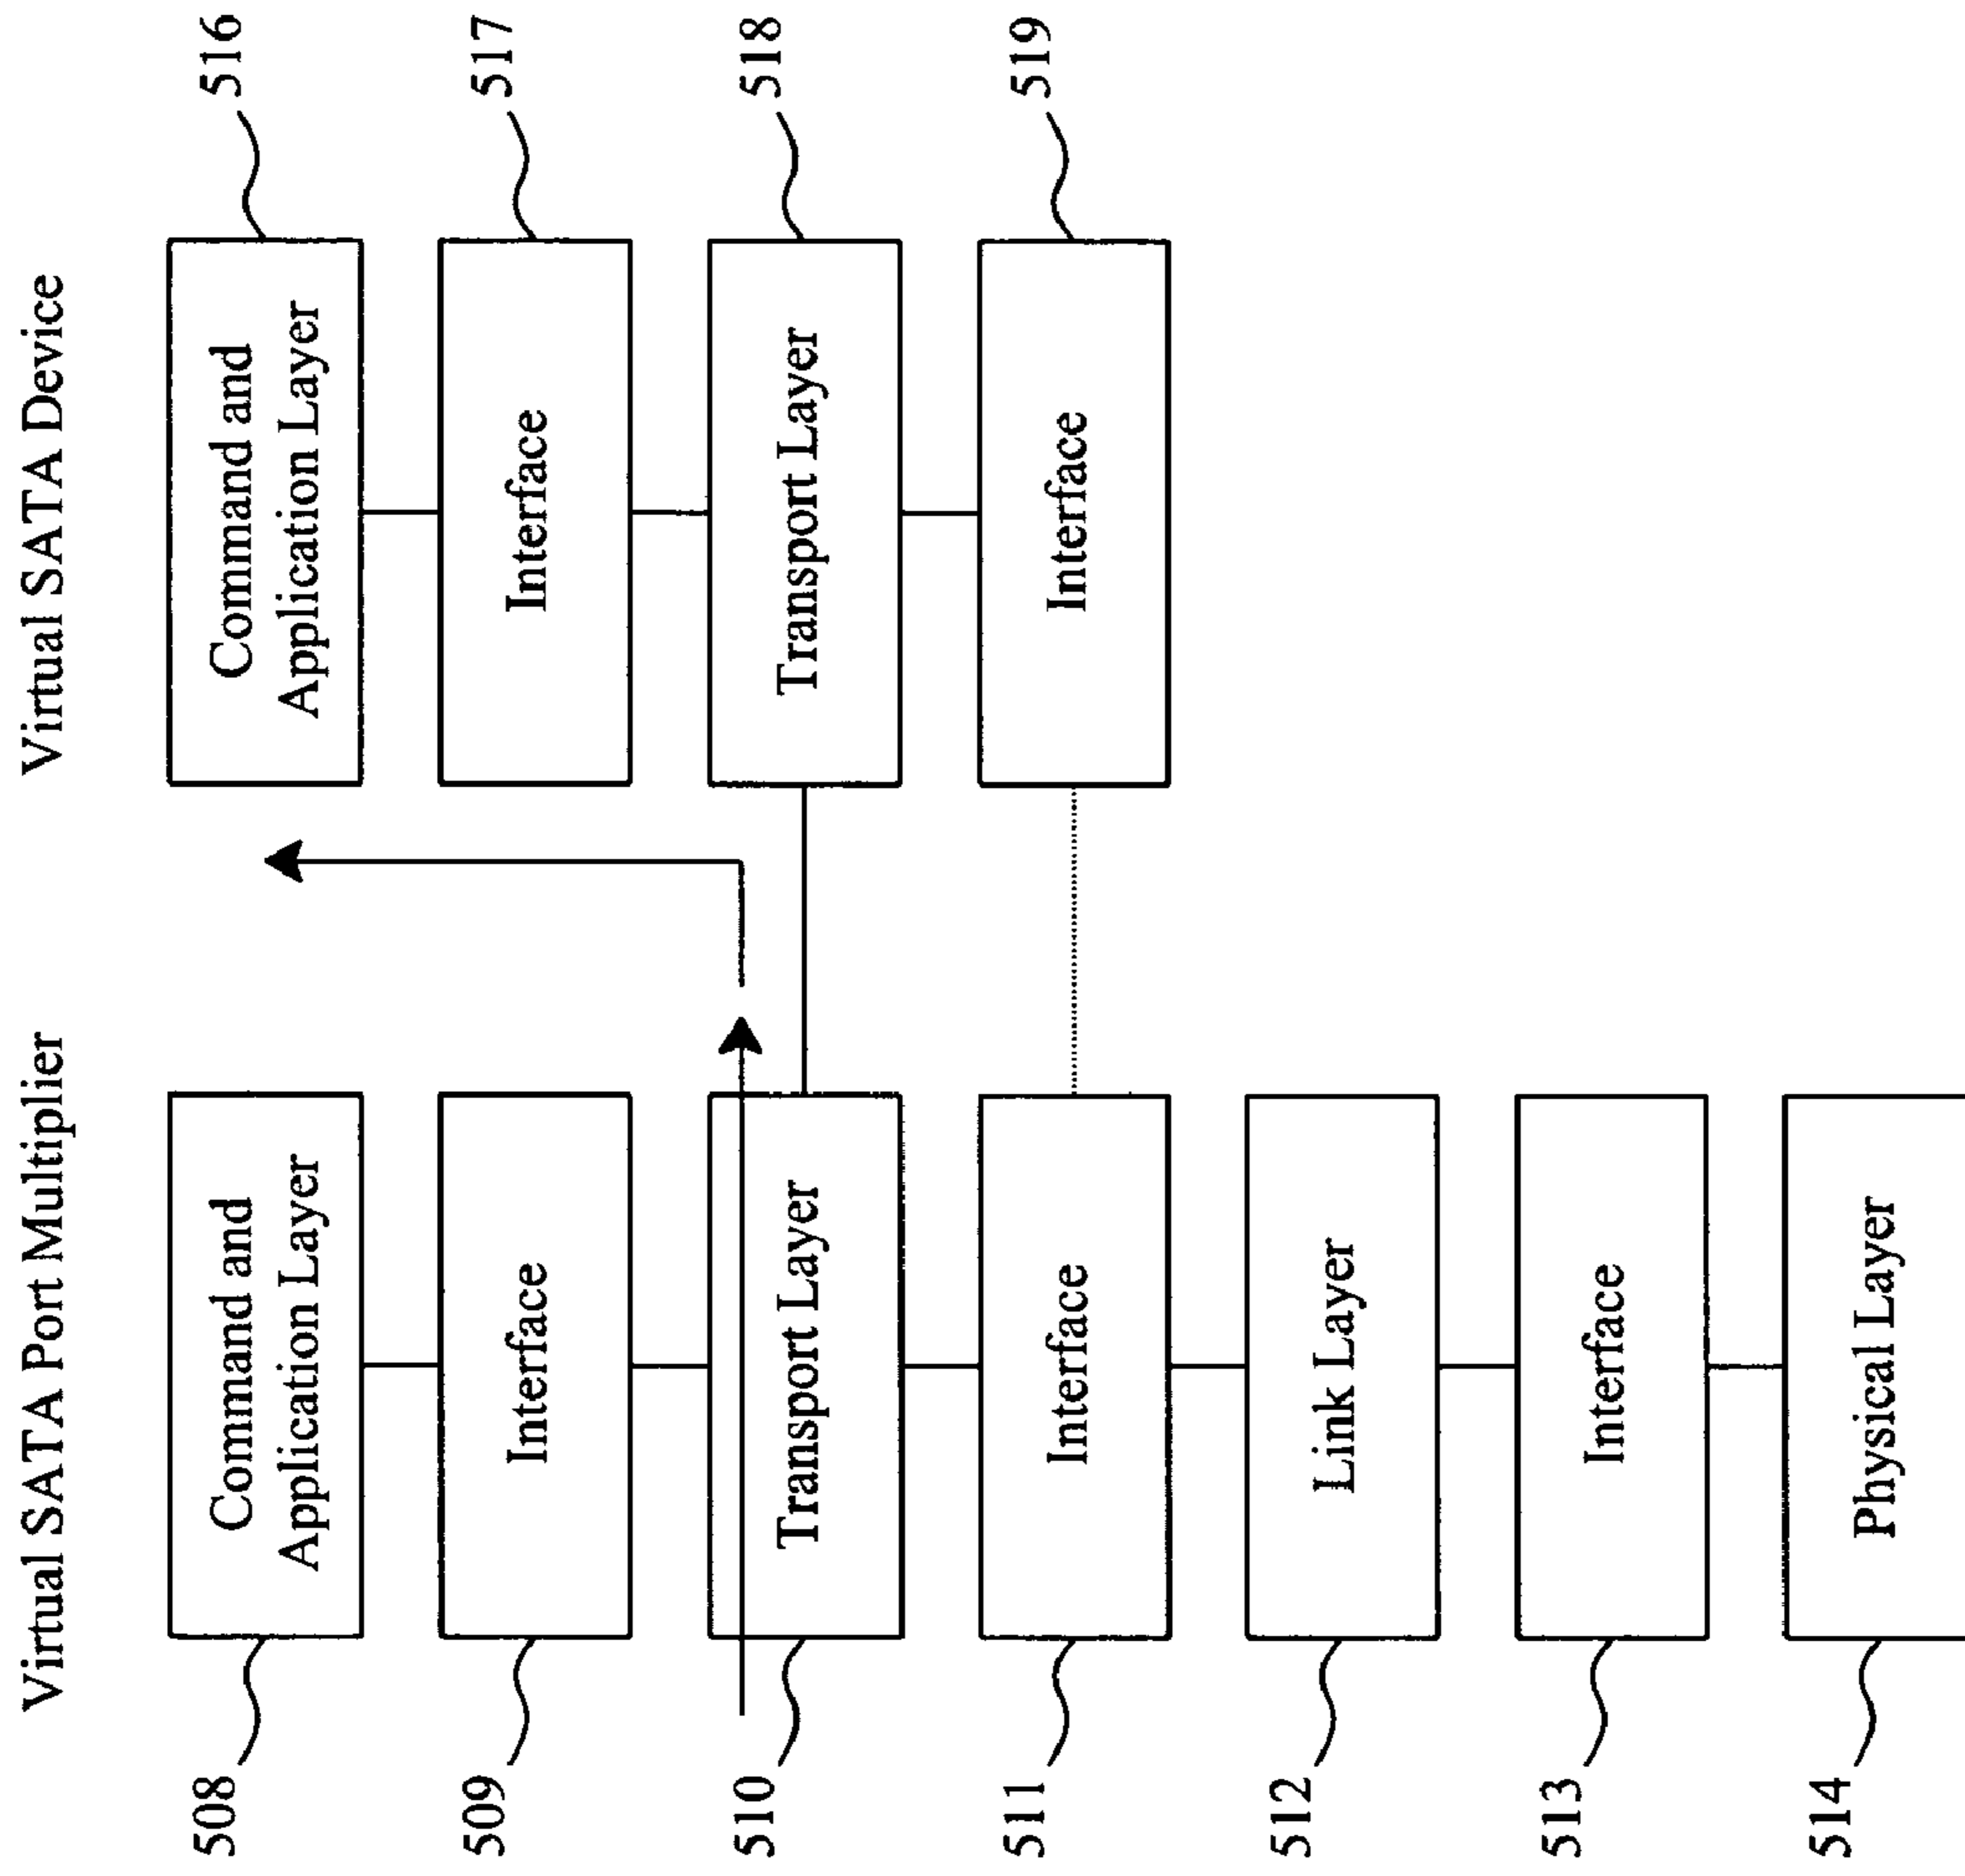 Virtual SATA Port Multiplier
Virtual SATA Device
508
Command and
Application Layer
Command and
Application Layer
516
509
Interface
Interface
517
510
Transport Layer
Transport Layer
518
511
Interface
Interface
519
512
Link Layer
513
Interface
514
Physical Layer